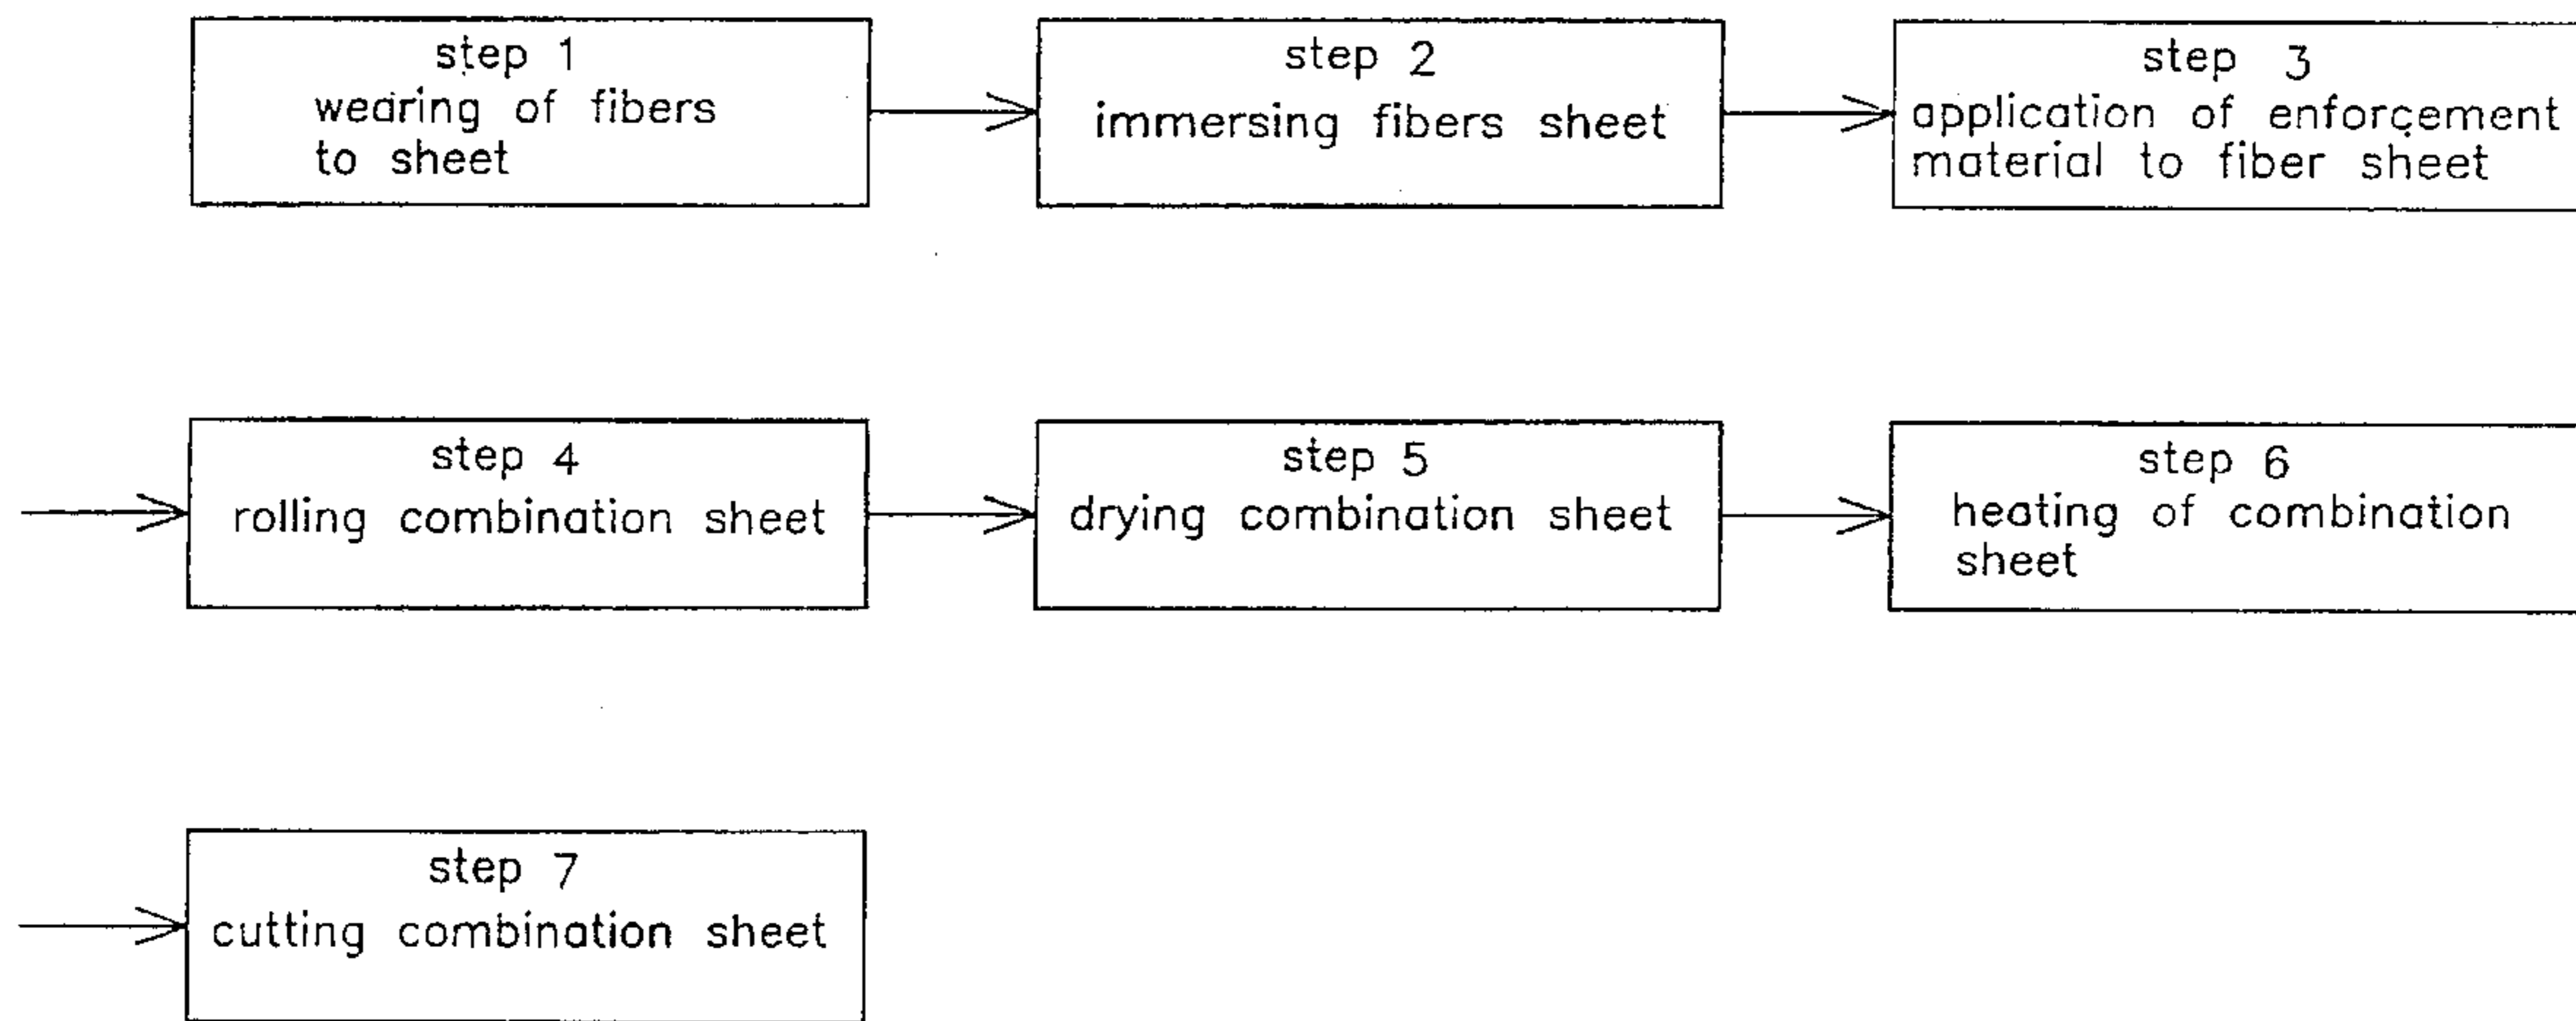 step 1
wearing of fibers
to sheet
step 2
immersing fibers sheet
step 3
application of enforcement
material to fiber sheet
step 4
rolling combination sheet
step 5
drying combination sheet
step 6
heating of combination
sheet
step 7
cutting combination sheet